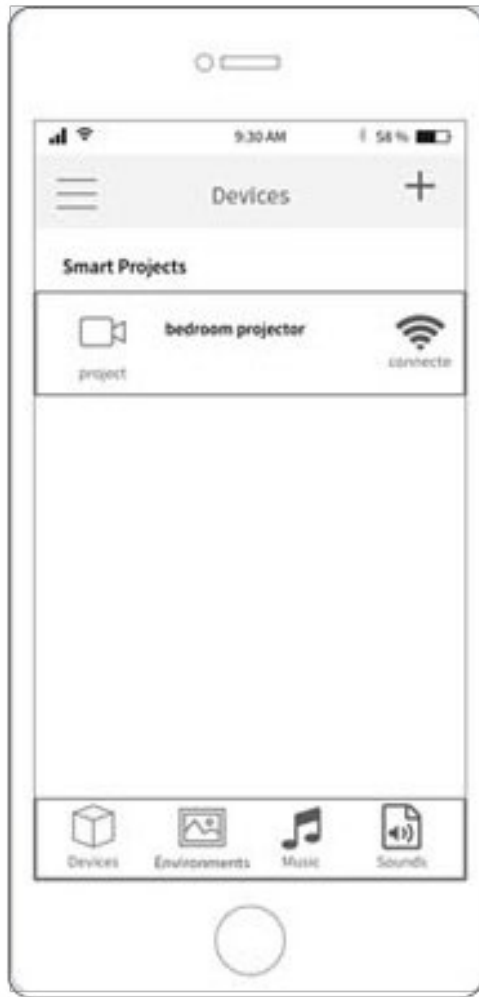 9:30 AM 58 %
Devices
Smart Projects
bedroom projector
project
connecte
Devices Environments Music Sounds